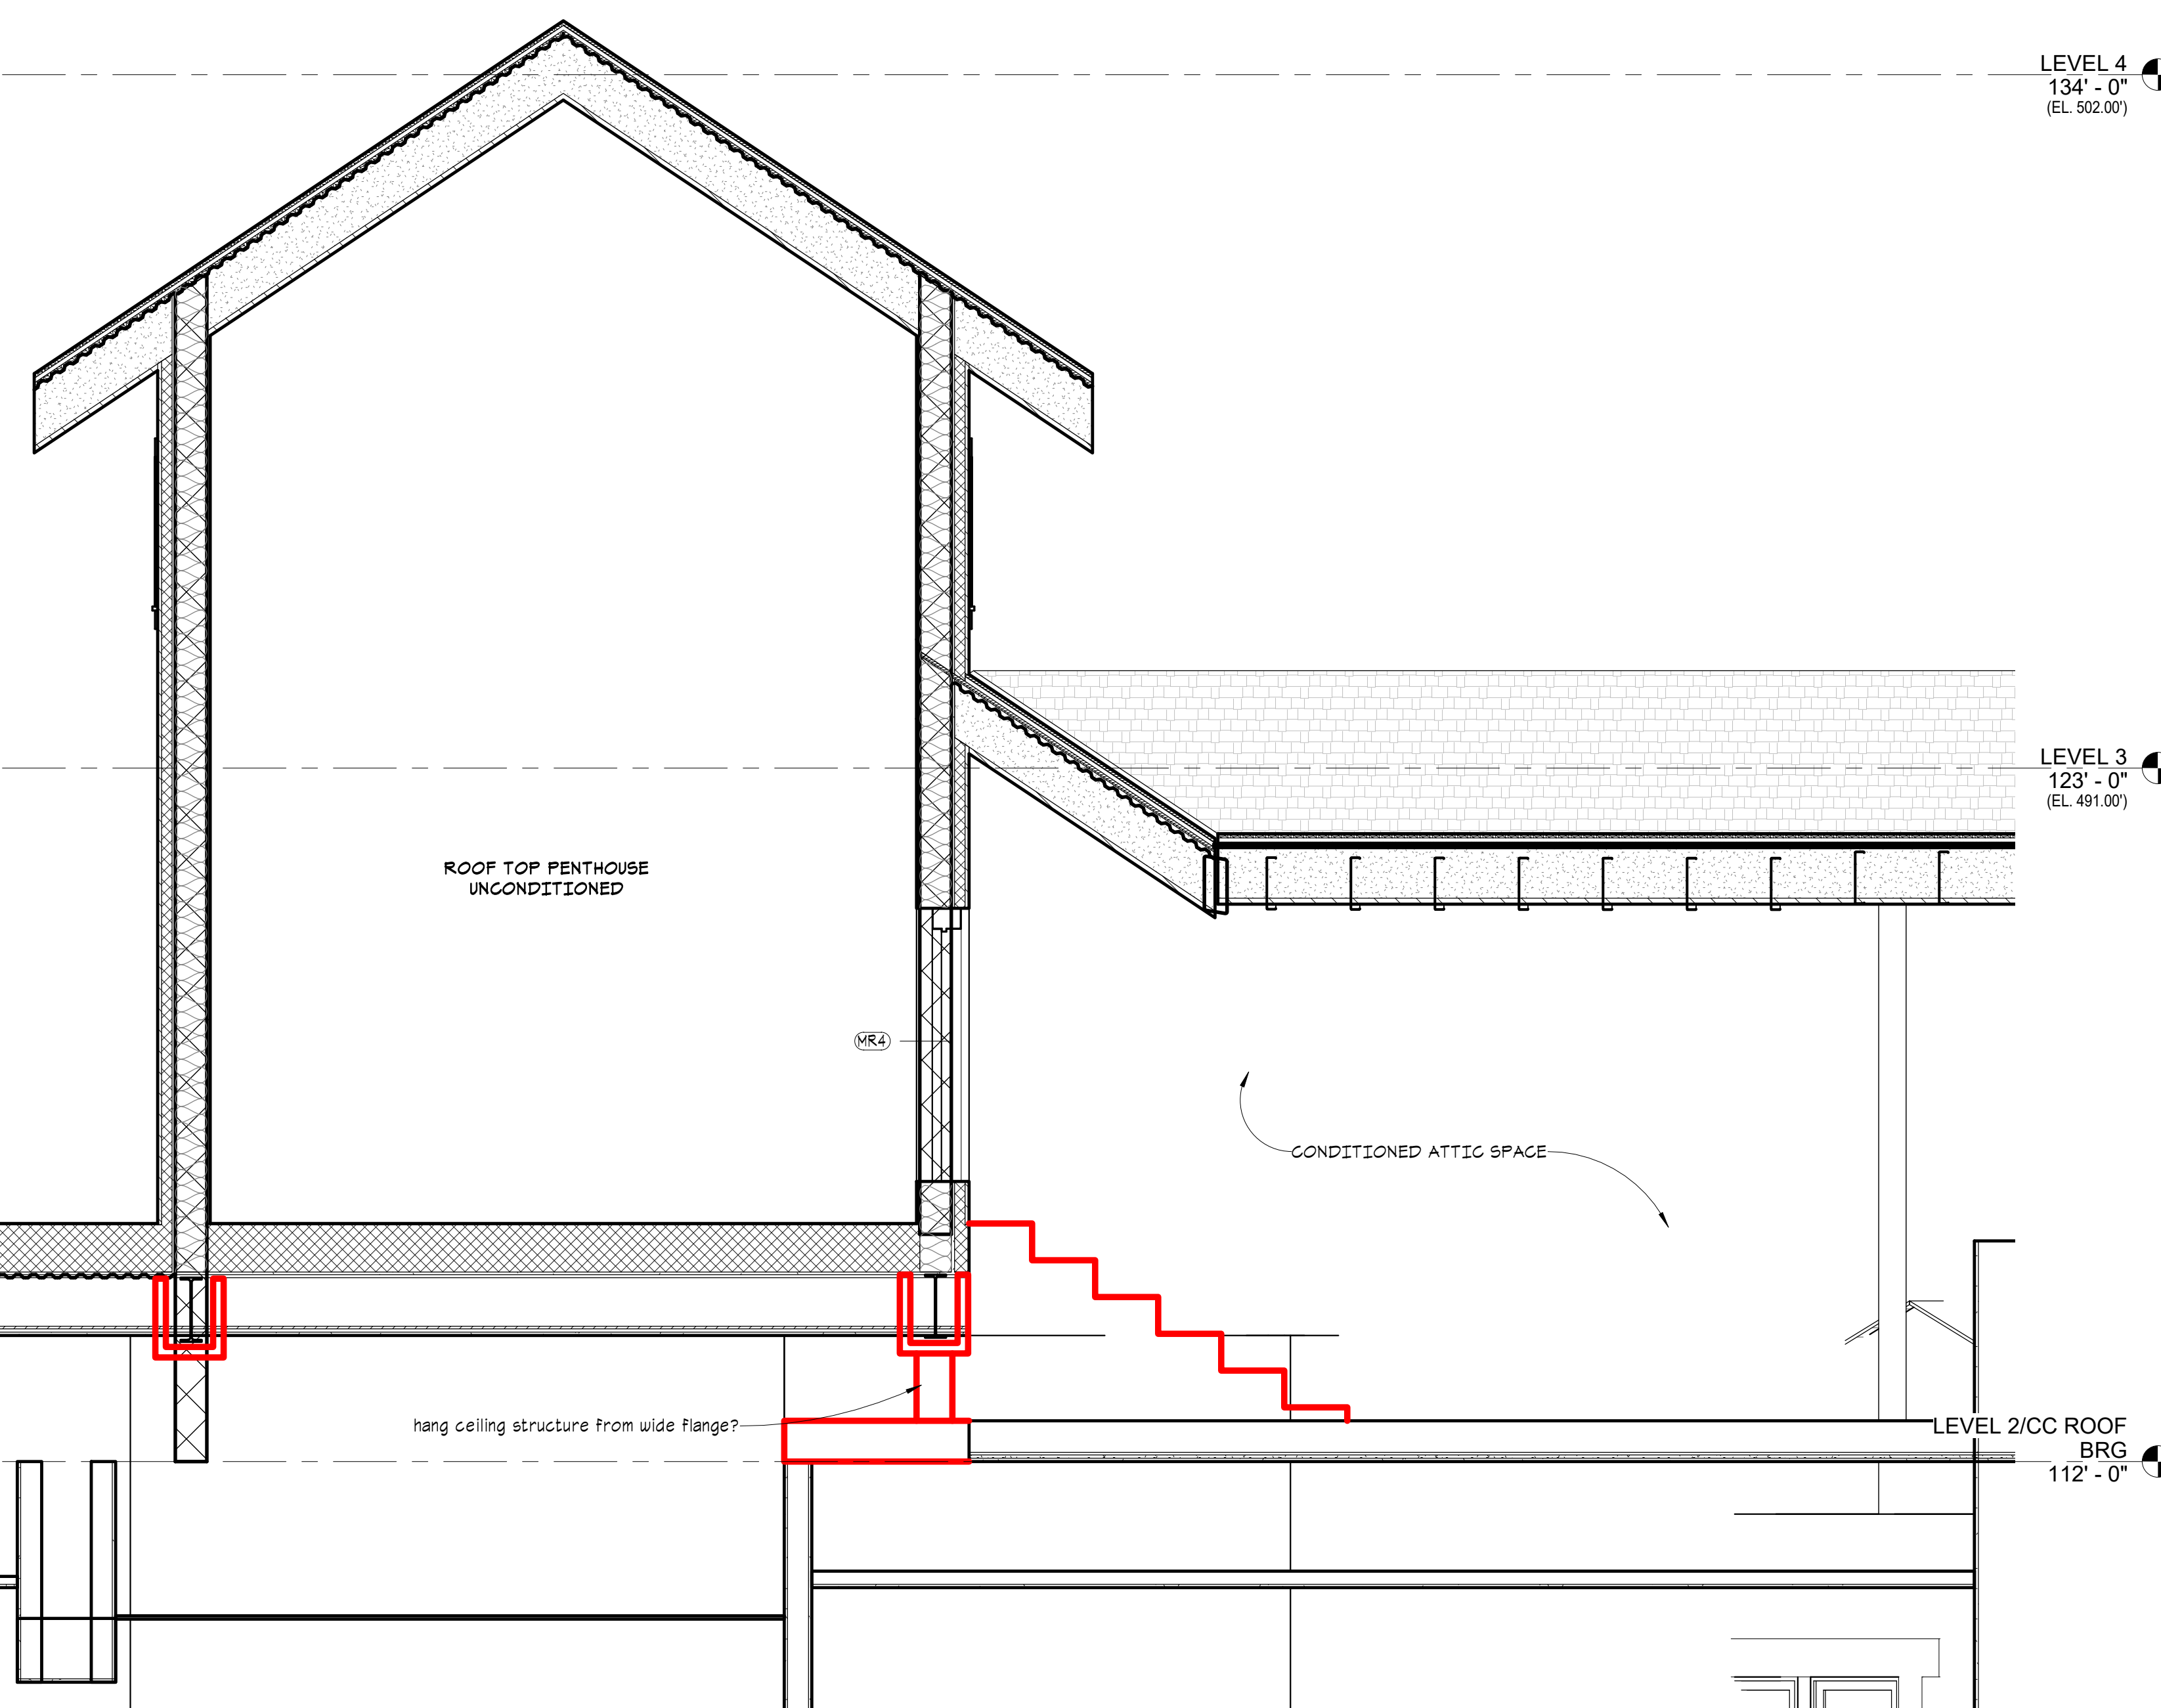 LEVEL 4
134' - 0"
(EL. 502.00')
LEVEL 3
123' - 0"
(EL. 491.00')
ROOF TOP PENTHOUSE
UNCONDITIONED
MR4
CONDITIONED ATTIC SPACE
hang ceiling structure from wide flange?
LEVEL 2/CC ROOF
BRG
112' - 0"